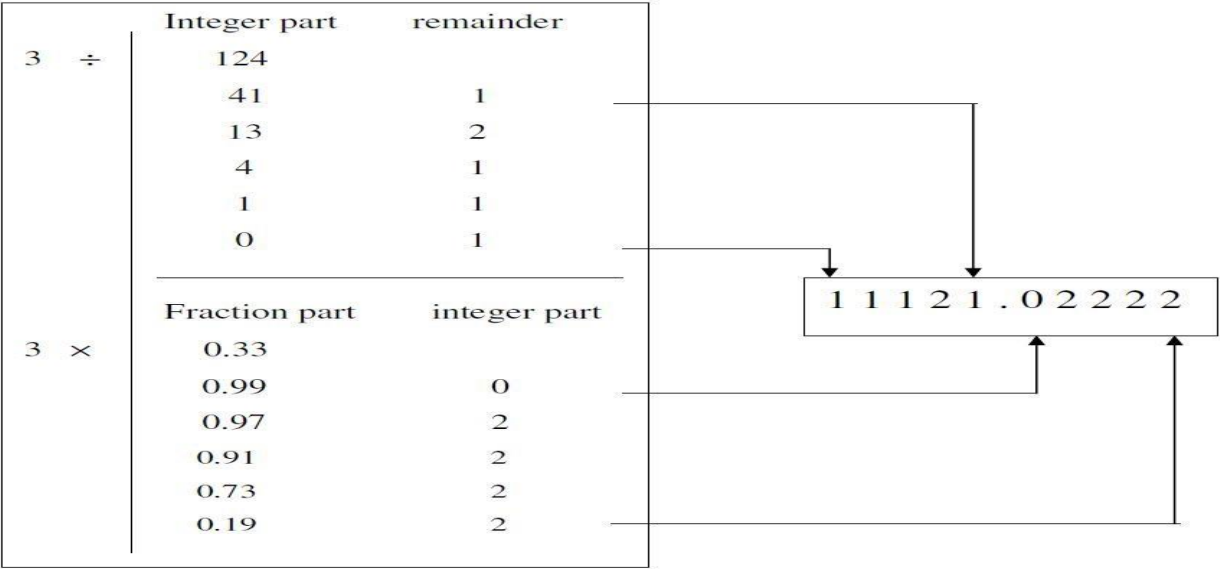 Integer part remainder
3 ÷ 124
41 1
13 2
4 1
1 1
0 1
1 1 1 2 1 . 0 2 2 2 2
Fraction part integer part
3 × 0.33
0.99 0
0.97 2
0.91 2
0.73 2
0.19 2